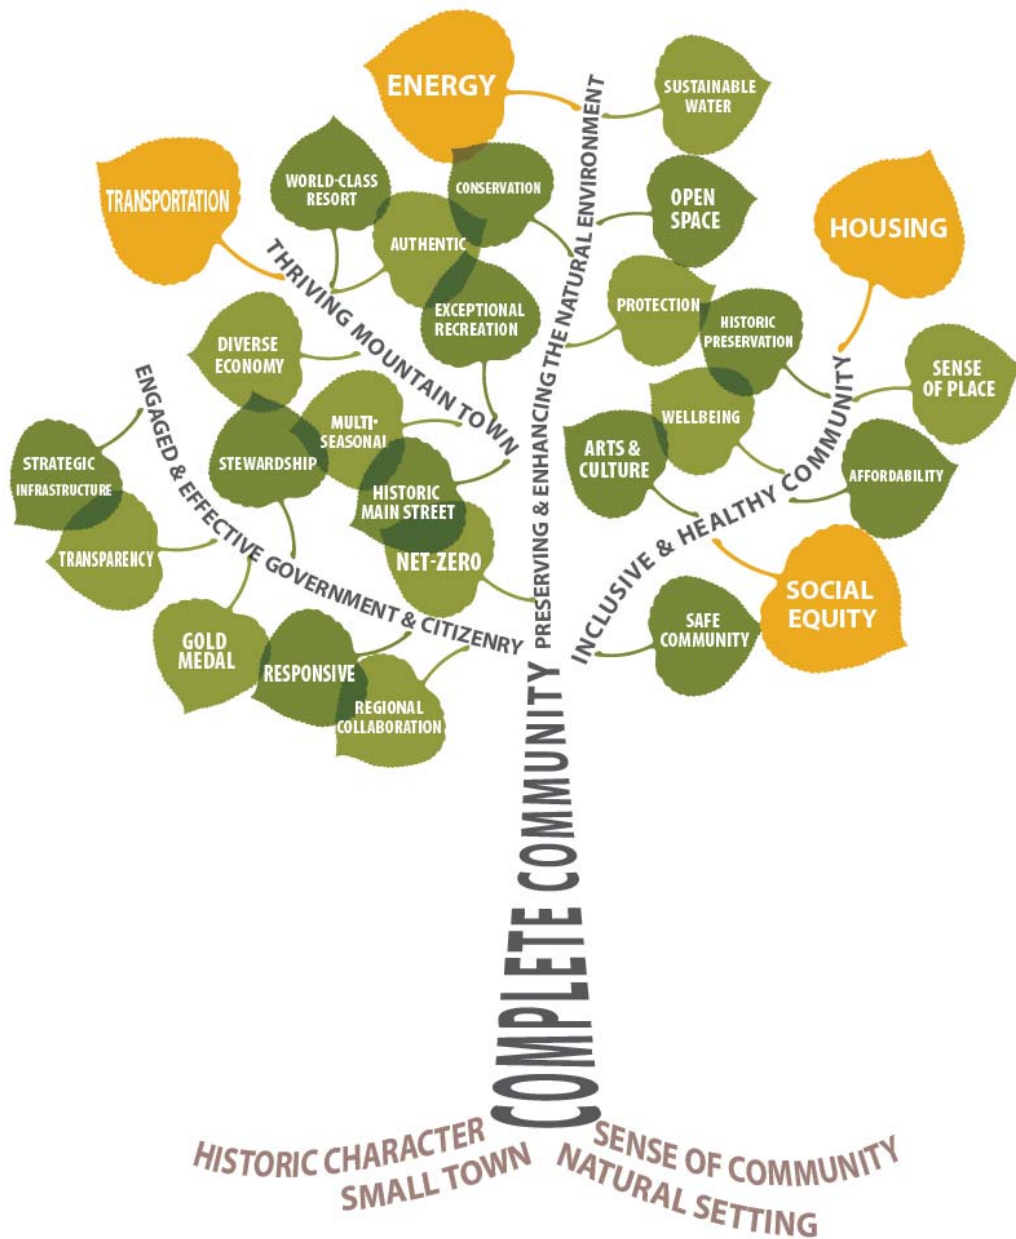 ENERGY
SUSTAINABLE
WATER
TRANSPORTATION
WORLD-CLASS
RESORT
CONSERVATION
OPEN
SPACE
HOUSING
AUTHENTIC
THRIVING MOUNTAIN TOWN
EXCEPTIONAL
RECREATION
PROTECTION
HISTORIC
PRESERVATION
DIVERSE
ECONOMY
SENSE
OF PLACE
MULTI-
SEASONAL
WELLBEING
ARTS &
CULTURE
STRATEGIC
INFRASTRUCTURE
STEWARDSHIP
AFFORDABILITY
HISTORIC
MAIN STREET
TRANSPARENCY
NET-ZERO
ENGAGED & EFFECTIVE GOVERNMENT & CITIZENRY
PRESERVING & ENHANCING THE NATURAL ENVIRONMENT
INCLUSIVE & HEALTHY COMMUNITY
SOCIAL
EQUITY
GOLD
MEDAL
RESPONSIVE
SAFE
COMMUNITY
REGIONAL
COLLABORATION
COMPLETE COMMUNITY
HISTORIC CHARACTER
SENSE OF COMMUNITY
SMALL TOWN
NATURAL SETTING